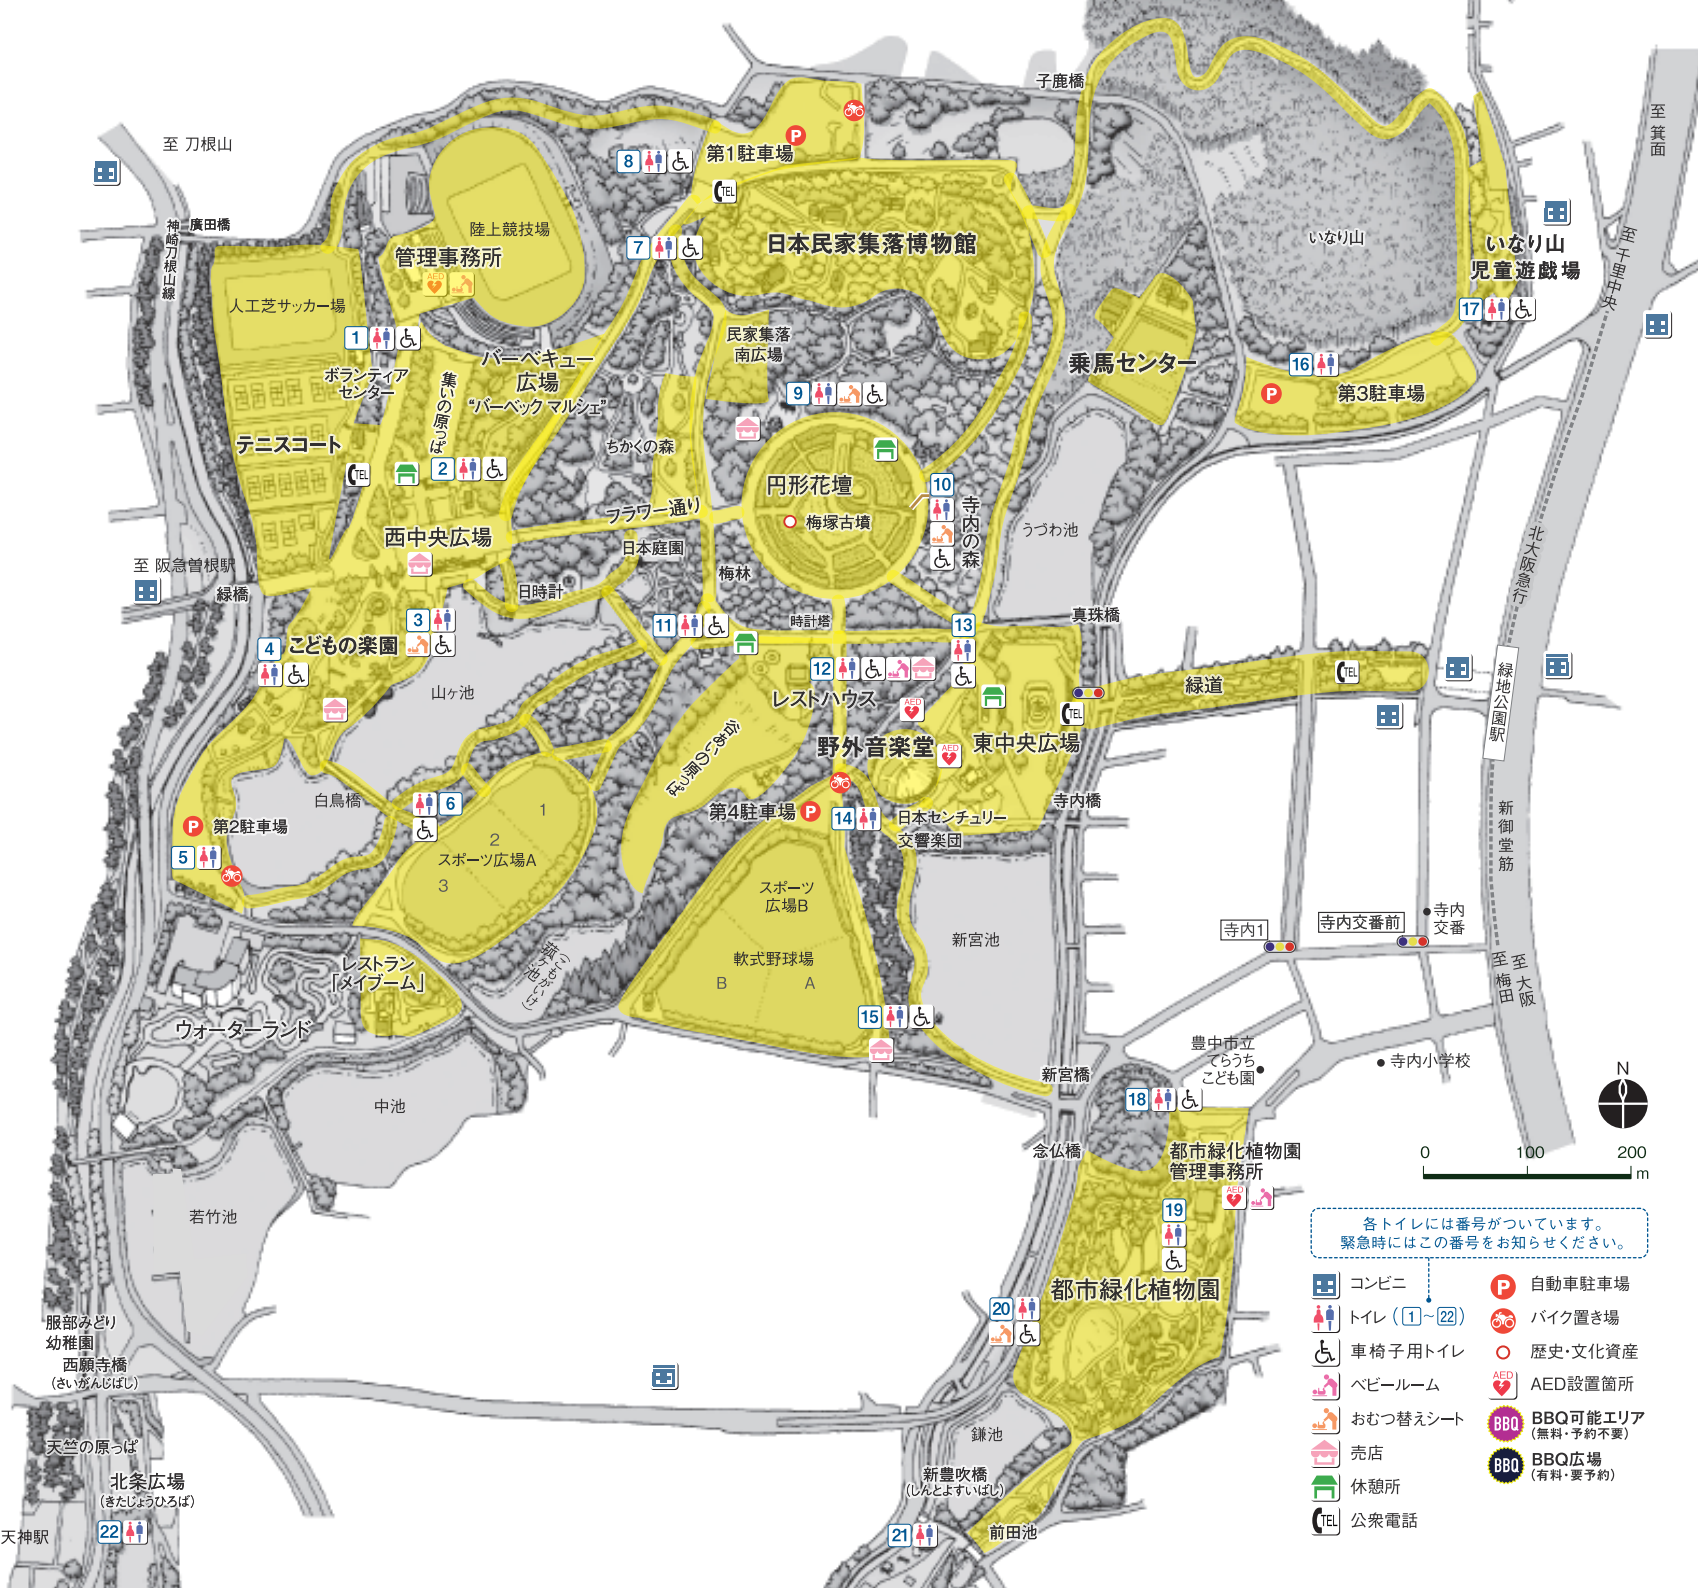 子鹿橋
至 箕面
至 刀根山
8
第1駐車場
P
TEL
神崎刀根山線
廣田橋
陸上競技場
管理事務所
AED
7
日本民家集落博物館
いなり山
いなり山
児童遊戯場
至千里中央
人工芝サッカー場
1
17
ボランティア
センター
バーベキュー
広場
“バーベック マルシェ”
集いの原っぱ
民家集落
南広場
9
乗馬センター
16
P
第3駐車場
テニスコート
TEL
2
ちかくの森
円形花壇
梅塚古墳
10
寺内の森
うづわ池
フラワー通り
西中央広場
日本庭園
梅林
北大阪急行
至 阪急曽根駅
緑橋
日時計
3
4
こどもの楽園
11
時計塔
13
真珠橋
12
レストハウス
AED
緑道
TEL
TEL
緑地公園駅
山ヶ池
谷あいの原っぱ
野外音楽堂
AED
東中央広場
白鳥橋
6
P
第2駐車場
5
第4駐車場
P
14
日本センチュリー
交響楽団
寺内橋
新御堂筋
1
2
スポーツ広場A
3
スポーツ
広場B
軟式野球場
B
A
新宮池
寺内1
寺内交番前
寺内
交番
至 梅田
至 大阪
菰ヶ池
(こもがいけ)
レストラン
「メイプーム」
ウォーターランド
15
新宮橋
豊中市立
てらうち
こども園
寺内小学校
N
中池
18
念仏橋
都市緑化植物園
管理事務所
AED
0
100
200
m
若竹池
19
都市緑化植物園
20
各トイレには番号がついています。
緊急時にはこの番号をお知らせください。
コンビニ
トイレ(1~22)
車椅子用トイレ
ベビールーム
おむつ替えシート
売店
休憩所
TEL
公衆電話
P
自動車駐車場
バイク置き場
歴史・文化資産
AED
AED設置箇所
BBQ
BBQ可能エリア
(無料・予約不要)
BBQ
BBQ広場
(有料・要予約)
服部みどり
幼稚園
西願寺橋
(さいがんじばし)
天竺の原っぱ
北条広場
(きたじょうひろば)
22
天神駅
鎌池
新豊吹橋
(しんとよすいばし)
21
前田池